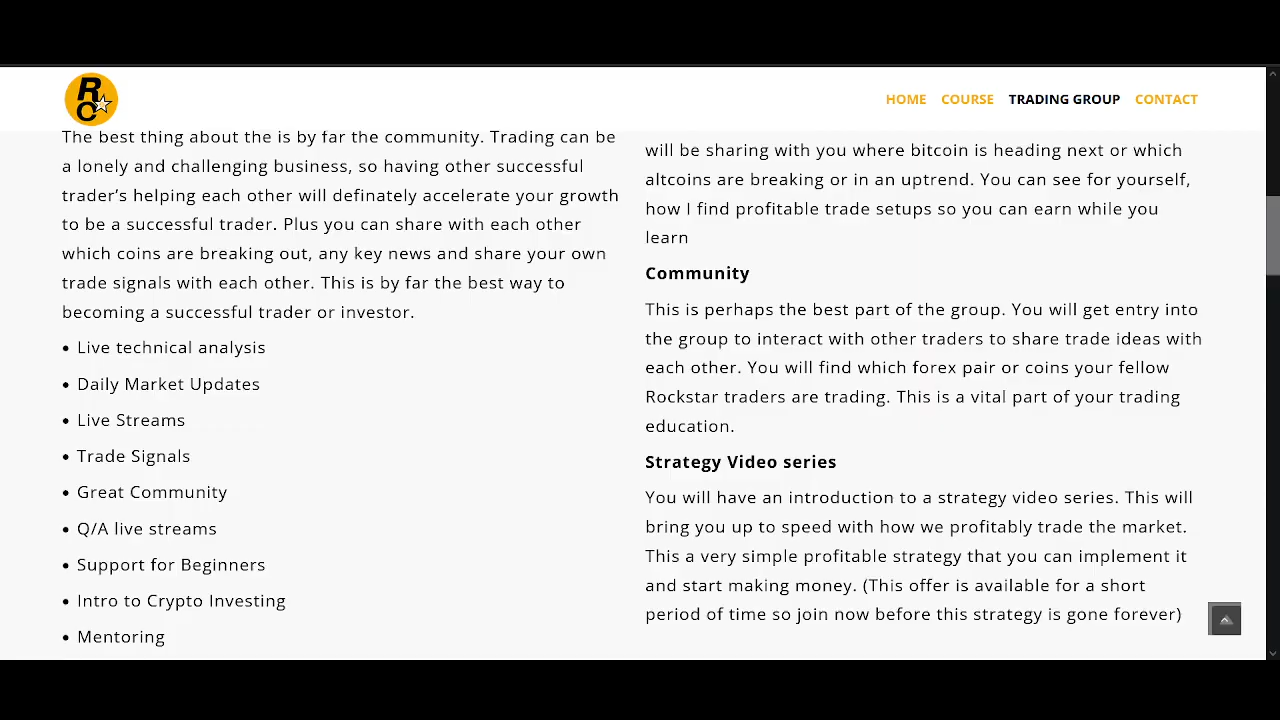 R
C
HOME COURSE TRADING GROUP CONTACT
The best thing about the is by far the community. Trading can be
a lonely and challenging business, so having other successful
trader’s helping each other will definately accelerate your growth
to be a successful trader. Plus you can share with each other
which coins are breaking out, any key news and share your own
trade signals with each other. This is by far the best way to
becoming a successful trader or investor.
• Live technical analysis
• Daily Market Updates
• Live Streams
• Trade Signals
• Great Community
• Q/A live streams
• Support for Beginners
• Intro to Crypto Investing
• Mentoring
will be sharing with you where bitcoin is heading next or which
altcoins are breaking or in an uptrend. You can see for yourself,
how I find profitable trade setups so you can earn while you
learn
Community
This is perhaps the best part of the group. You will get entry into
the group to interact with other traders to share trade ideas with
each other. You will find which forex pair or coins your fellow
Rockstar traders are trading. This is a vital part of your trading
education.
Strategy Video series
You will have an introduction to a strategy video series. This will
bring you up to speed with how we profitably trade the market.
This a very simple profitable strategy that you can implement it
and start making money. (This offer is available for a short
period of time so join now before this strategy is gone forever)